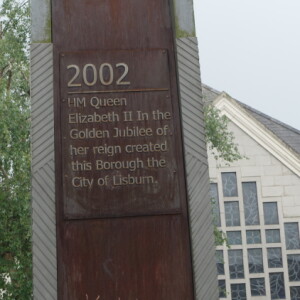 2002
HM Queen
Elizabeth II In the
Golden Jubilee of
her reign created
this Borough the
City of Lisburn.